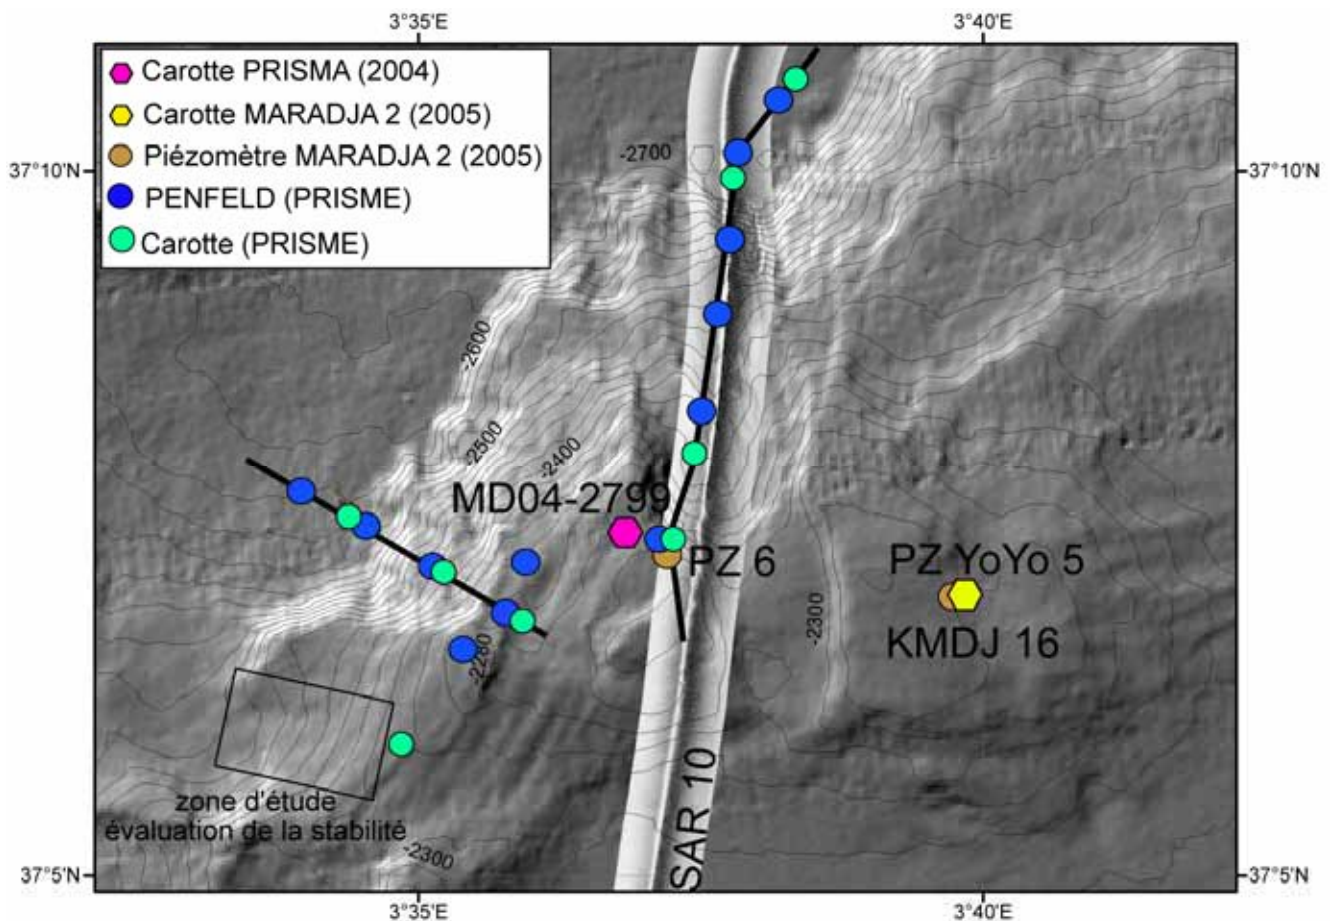 3°35'E
3°40'E
Carotte PRISMA (2004)
Carotte MARADJA 2 (2005)
Piézomètre MARADJA 2 (2005)
PENFELD (PRISME)
Carotte (PRISME)
37°10'N
37°10'N
-2700
-2600
-2500
-2400
MD04-2799
PZ 6
PZ YoYo 5
KMDJ 16
-2300
-2280
SAR 10
zone d'étude
évaluation de la stabilité
-2300
37°5'N
37°5'N
3°35'E
3°40'E